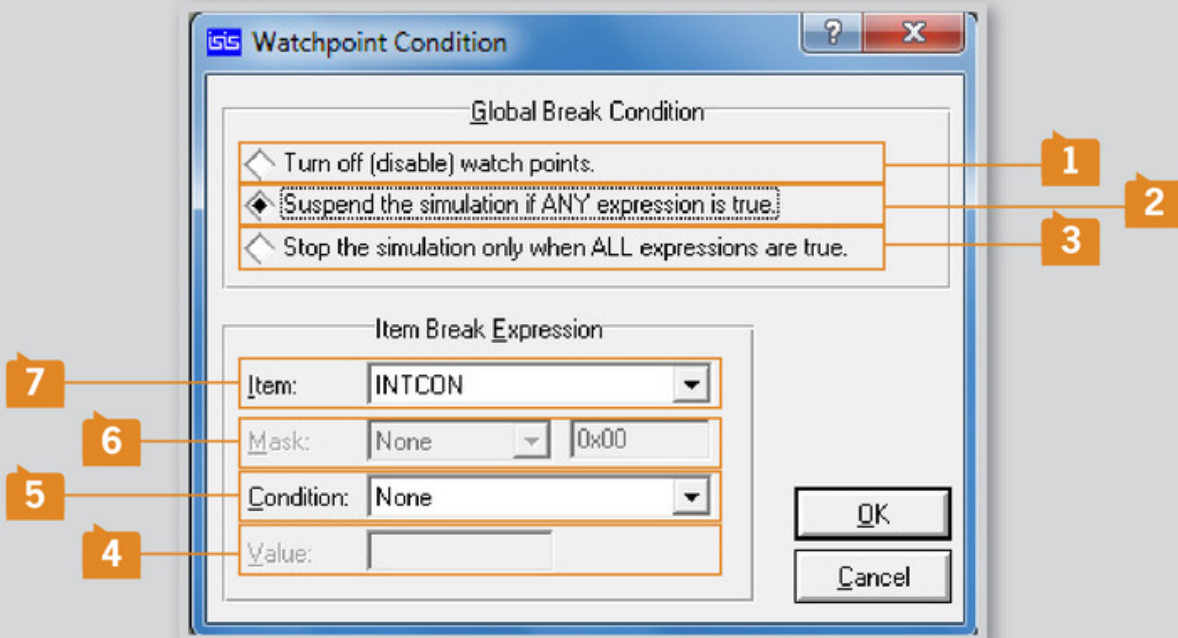 isis Watchpoint Condition ? X
Global Break Condition
Turn off (disable) watch points.
1
Suspend the simulation if ANY expression is true.
2
Stop the simulation only when ALL expressions are true.
3
Item Break Expression
7
Item: INTCON
6
Mask: None 0x00
5
Condition: None
OK
4
Value:
Cancel